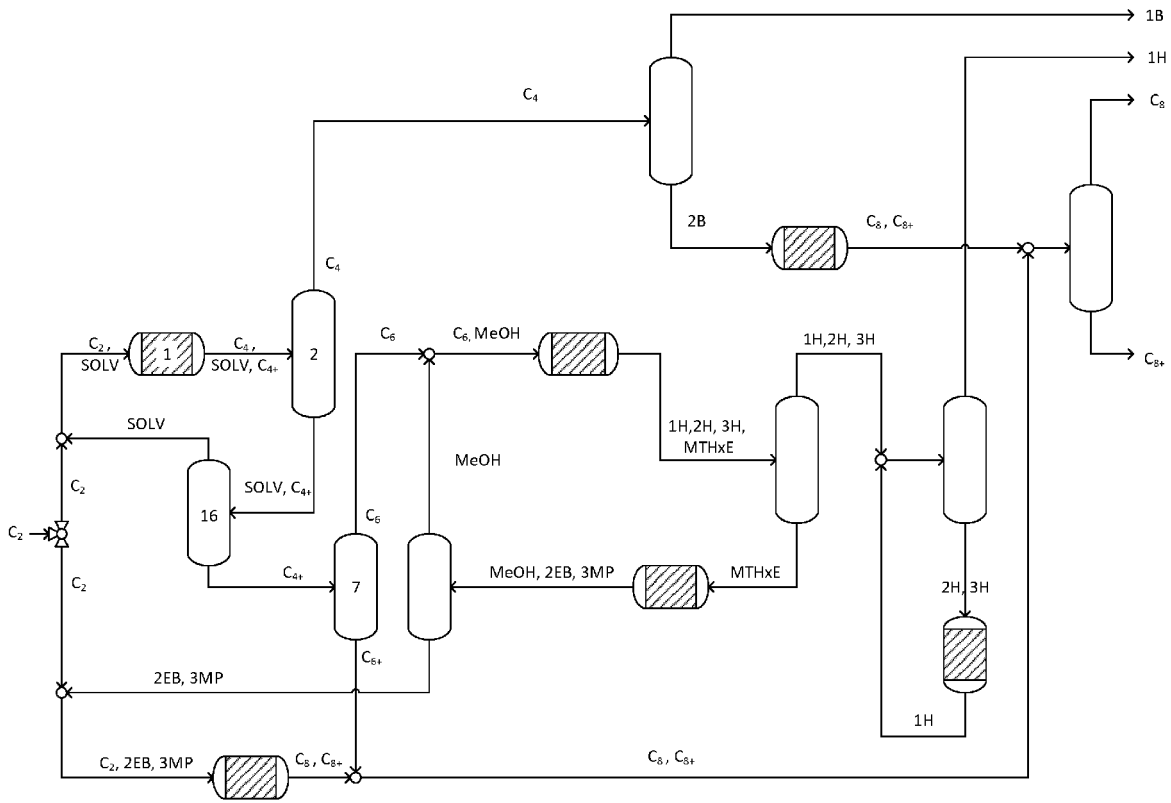 1B
1H
C₄
C₈
2B
C₈, C₈₊
C₄
C₂,
SOLV
1
C₄,
SOLV, C₄₊
2
C₆
C₆, MeOH
1H,2H, 3H
C₈₊
SOLV
1H,2H, 3H,
MTHxE
MeOH
C₂
SOLV, C₄₊
16
C₆
C₂
C₂
C₄₊
7
MeOH, 2EB, 3MP
MTHxE
2H, 3H
C₆₊
2EB, 3MP
1H
C₂, 2EB, 3MP
C₈, C₈₊
C₈, C₈₊